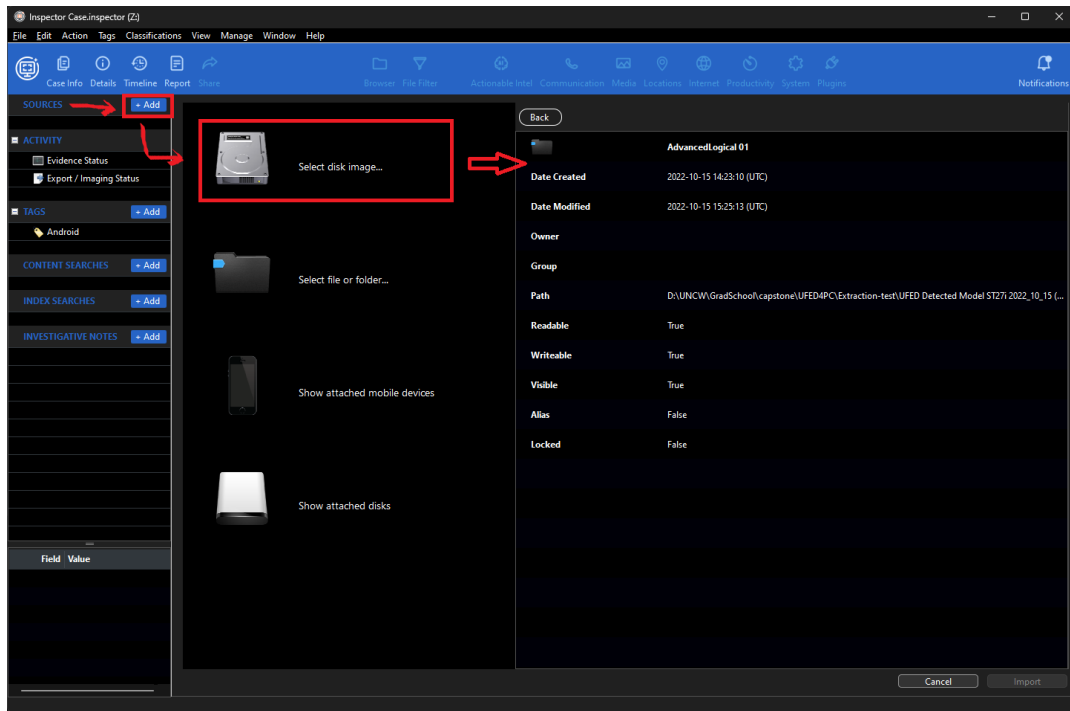 Inspector Case.inspector (Z:)
File Edit Action Tags Classifications View Manage Window Help
Case Info Details Timeline Report Share Browser File Filter Actionable Intel Communication Media Locations Internet Productivity System Plugins Notifications
SOURCES + Add
ACTIVITY
Evidence Status
Export / Imaging Status
TAGS + Add
Android
CONTENT SEARCHES + Add
INDEX SEARCHES + Add
INVESTIGATIVE NOTES + Add
Field Value
Select disk image...
Select file or folder...
Show attached mobile devices
Show attached disks
Back
AdvancedLogical 01
Date Created 2022-10-15 14:23:10 (UTC)
Date Modified 2022-10-15 15:25:13 (UTC)
Owner
Group
Path D:\UNCW\GradSchool\capstone\UFED4PC\Extraction-test\UFED Detected Model ST27i 2022_10_15 (...
Readable True
Writeable True
Visible True
Alias False
Locked False
Cancel Import